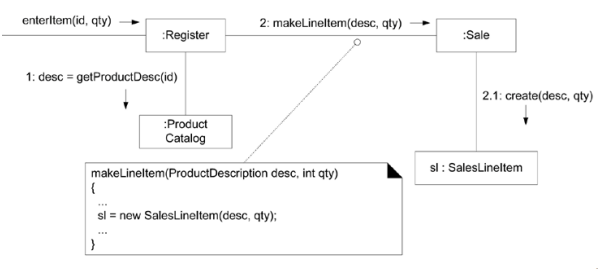 enterItem(id, qty)
:Register
2: makeLineItem(desc, qty)
:Sale
1: desc = getProductDesc(id)
2.1: create(desc, qty)
:Product
Catalog
sl : SalesLineItem
makeLineItem(ProductDescription desc, int qty)
{
...
sl = new SalesLineItem(desc, qty);
...
}